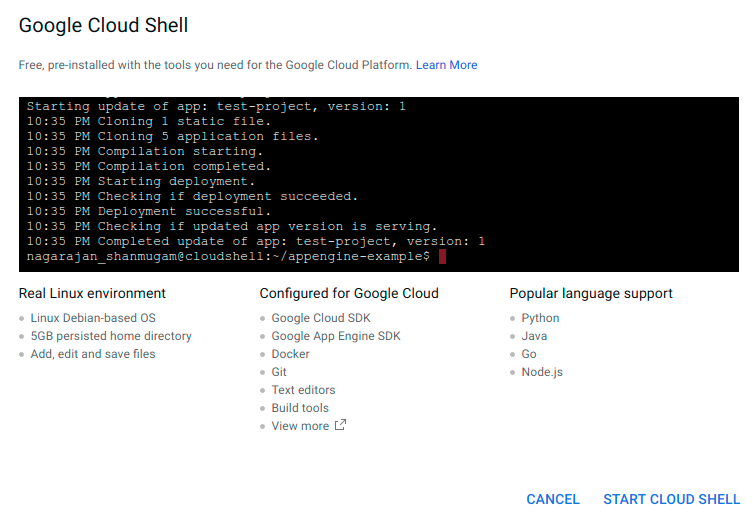 Google Cloud Shell
Free, pre-installed with the tools you need for the Google Cloud Platform. Learn More
Starting update of app: test-project, version: 1
10:35 PM Cloning 1 static file.
10:35 PM Cloning 5 application files.
10:35 PM Compilation starting.
10:35 PM Compilation completed.
10:35 PM Starting deployment.
10:35 PM Checking if deployment succeeded.
10:35 PM Deployment successful.
10:35 PM Checking if updated app version is serving.
10:35 PM Completed update of app: test-project, version: 1
nagarajan_shanmugam@cloudshell:~/appengine-example$
Real Linux environment
Linux Debian-based OS
5GB persisted home directory
Add, edit and save files
Configured for Google Cloud
Google Cloud SDK
Google App Engine SDK
Docker
Git
Text editors
Build tools
View more
Popular language support
Python
Java
Go
Node.js
CANCEL
START CLOUD SHELL